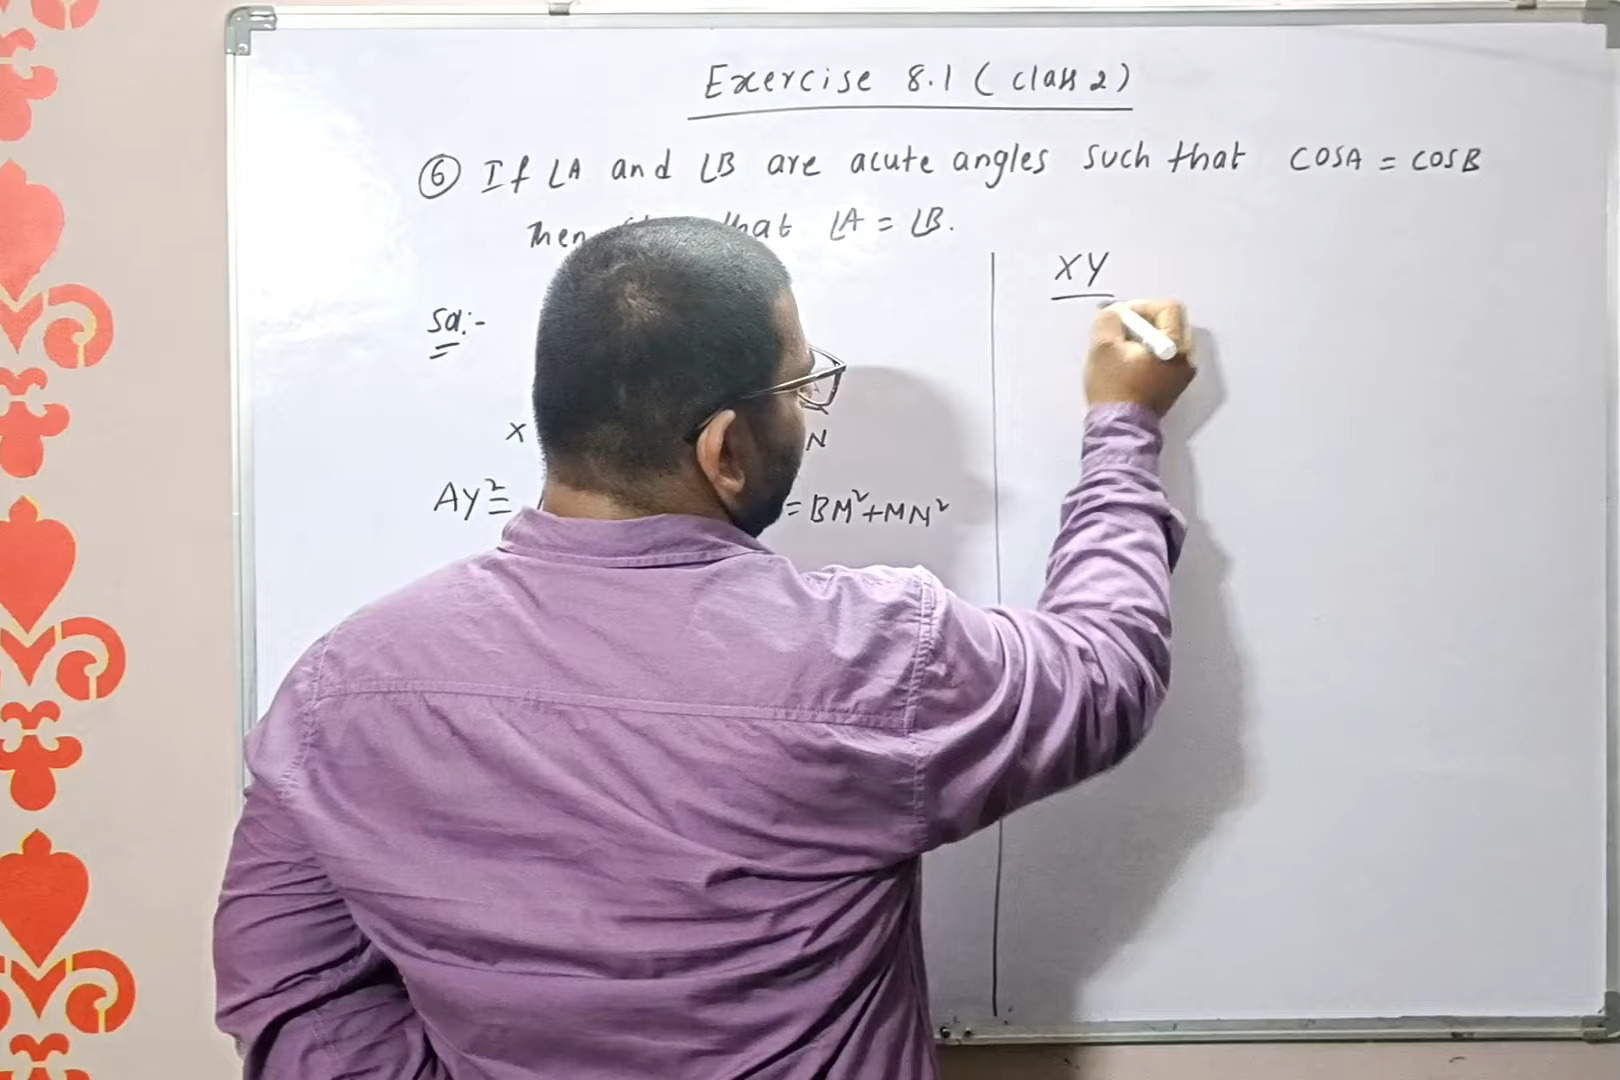 Exercise 8.1 ( class 2 )
⑥ If ∠A and ∠B are acute angles such that COSA = COSB
Then that ∠A = ∠B.
Sol:-
X N
AY² = = BM² + MN²
XY